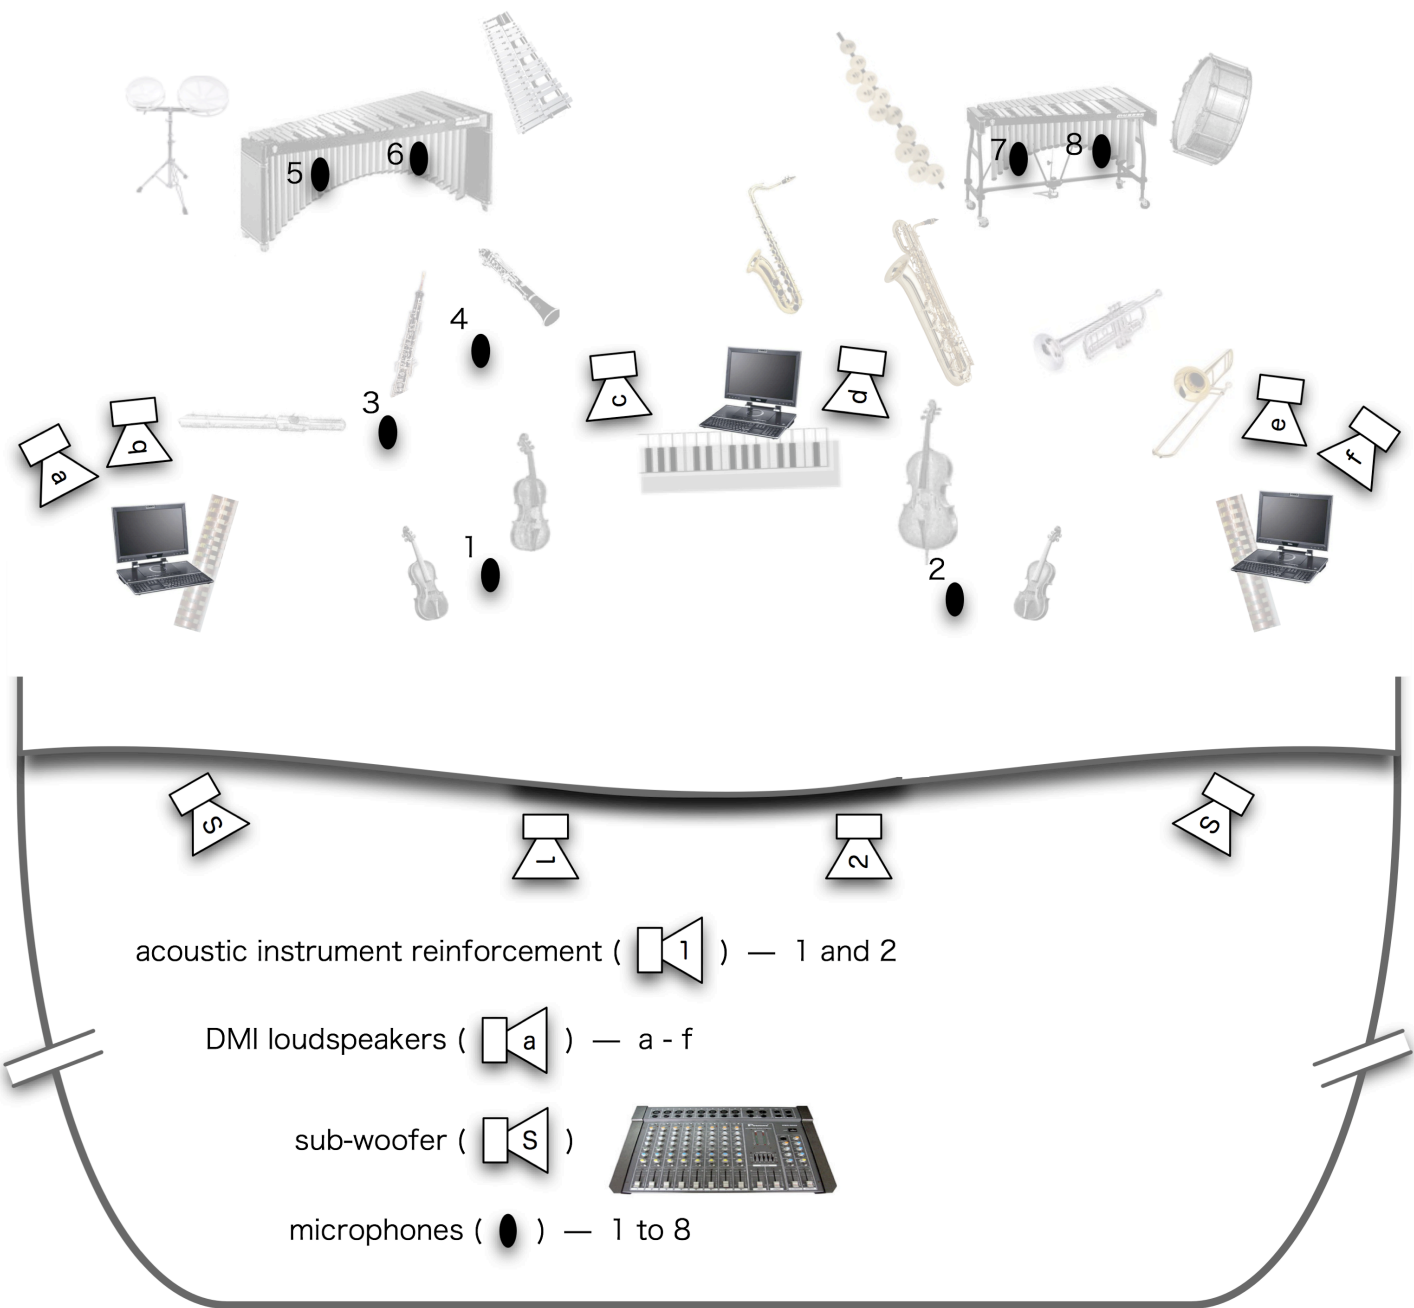 5
6
7
8
4
3
c
d
b
e
a
f
1
2
S
1
2
S
acoustic instrument reinforcement ( 1 ) — 1 and 2
DMI loudspeakers ( a ) — a - f
sub-woofer ( S )
microphones ( ) — 1 to 8